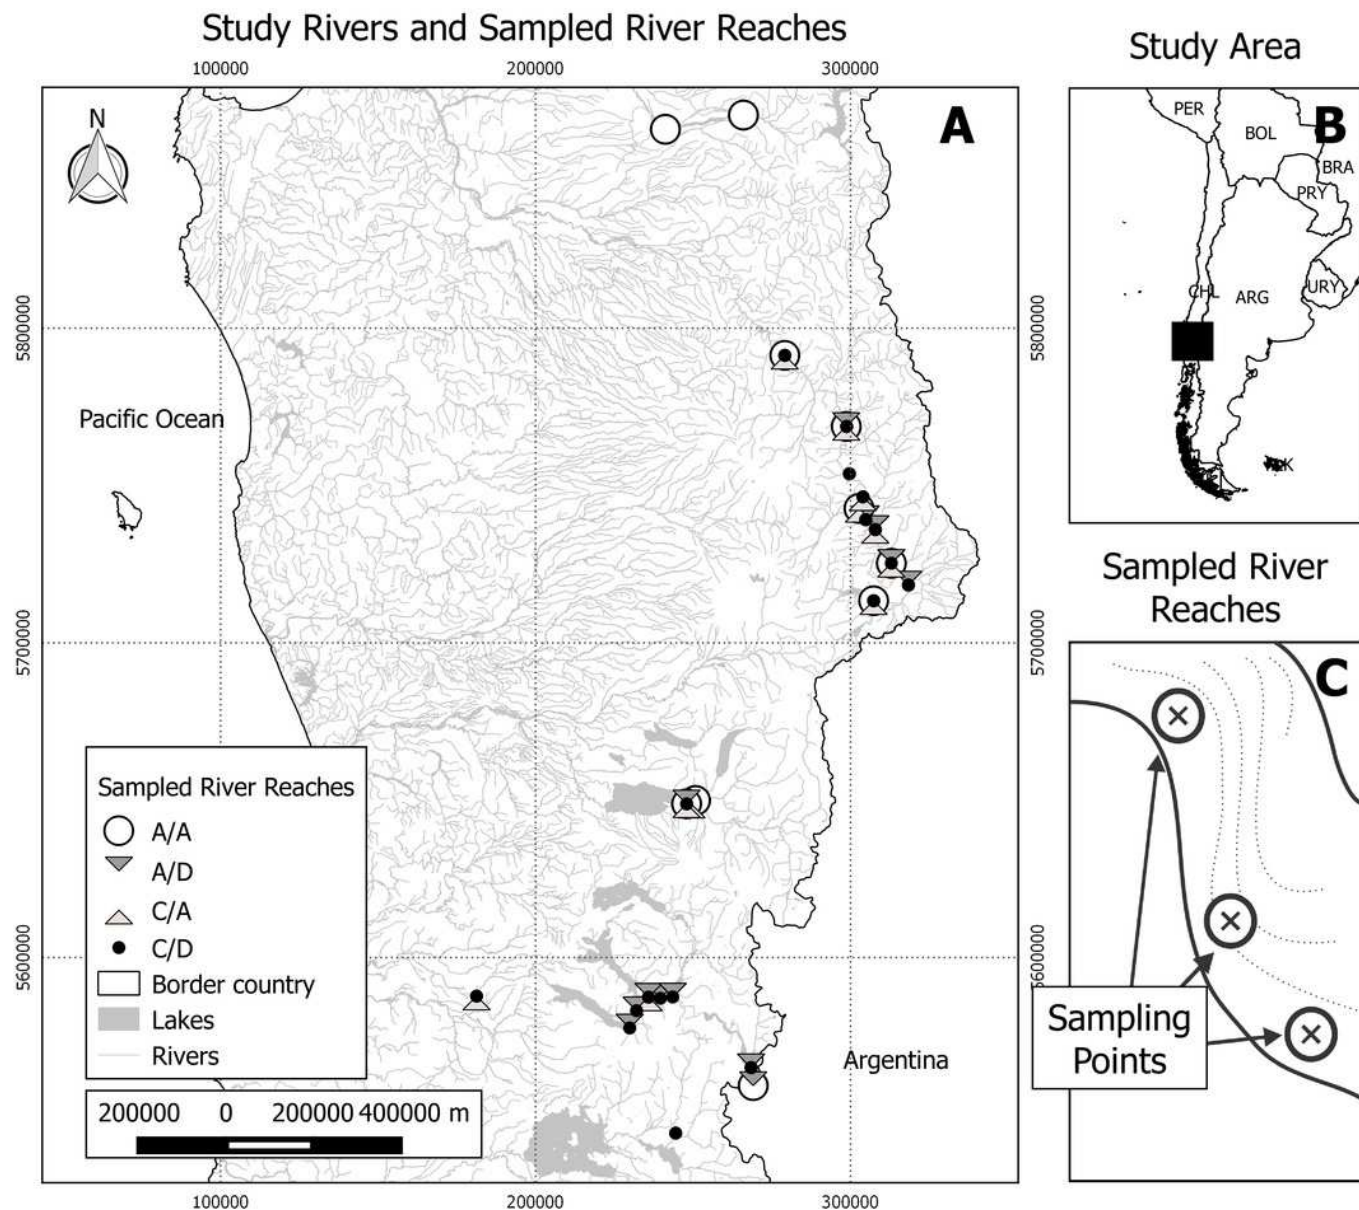 Study Rivers and Sampled River Reaches
100000
200000
300000
N
A
5800000
5800000
Pacific Ocean
5700000
5700000
5600000
5600000
Sampled River Reaches
A/A
A/D
C/A
C/D
Border country
Lakes
Rivers
Argentina
200000 0 200000 400000 m
100000
200000
300000
Study Area
B
PER
BOL
BRA
PRY
CHL
ARG
URY
Sampled River
Reaches
C
Sampling
Points